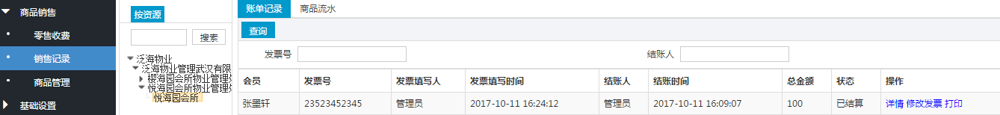 商品销售
零售收费
销售记录
商品管理
基础设置
按资源
搜索
泛海物业
泛海物业管理武汉有限
樱海园会所物业管理处
悦海园会所物业管理处
悦海园会所
账单记录 商品流水
查询
发票号 结账人
会员 发票号 发票填写人 发票填写时间 结账人 结账时间 总金额 状态 操作
张墨轩 23523452345 管理员 2017-10-11 16:24:12 管理员 2017-10-11 16:09:07 100 已结算 详情 修改发票 打印